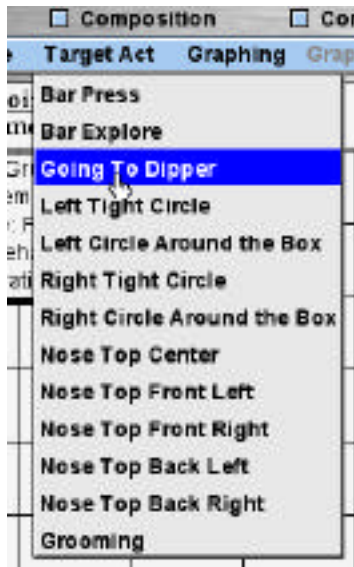 Composition
Target Act Graphing
Bar Press
Bar Explore
Going To Dipper
Left Tight Circle
Left Circle Around the Box
Right Tight Circle
Right Circle Around the Box
Nose Top Center
Nose Top Front Left
Nose Top Front Right
Nose Top Back Left
Nose Top Back Right
Grooming